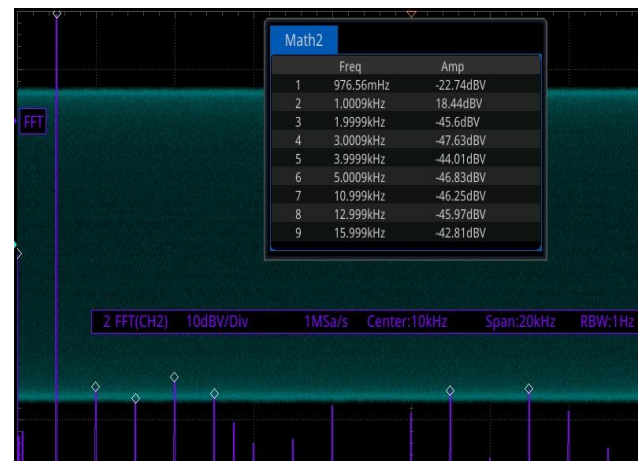 Math2
Freq Amp
1 976.56mHz -22.74dBV
2 1.0009kHz 18.44dBV
3 1.9999kHz -45.6dBV
4 3.0009kHz -47.63dBV
5 3.9999kHz -44.01dBV
6 5.0009kHz -46.83dBV
7 10.999kHz -46.25dBV
8 12.999kHz -45.97dBV
9 15.999kHz -42.81dBV
FFT
2 FFT(CH2) 10dBV/Div 1MSa/s Center:10kHz Span:20kHz RBW:1Hz